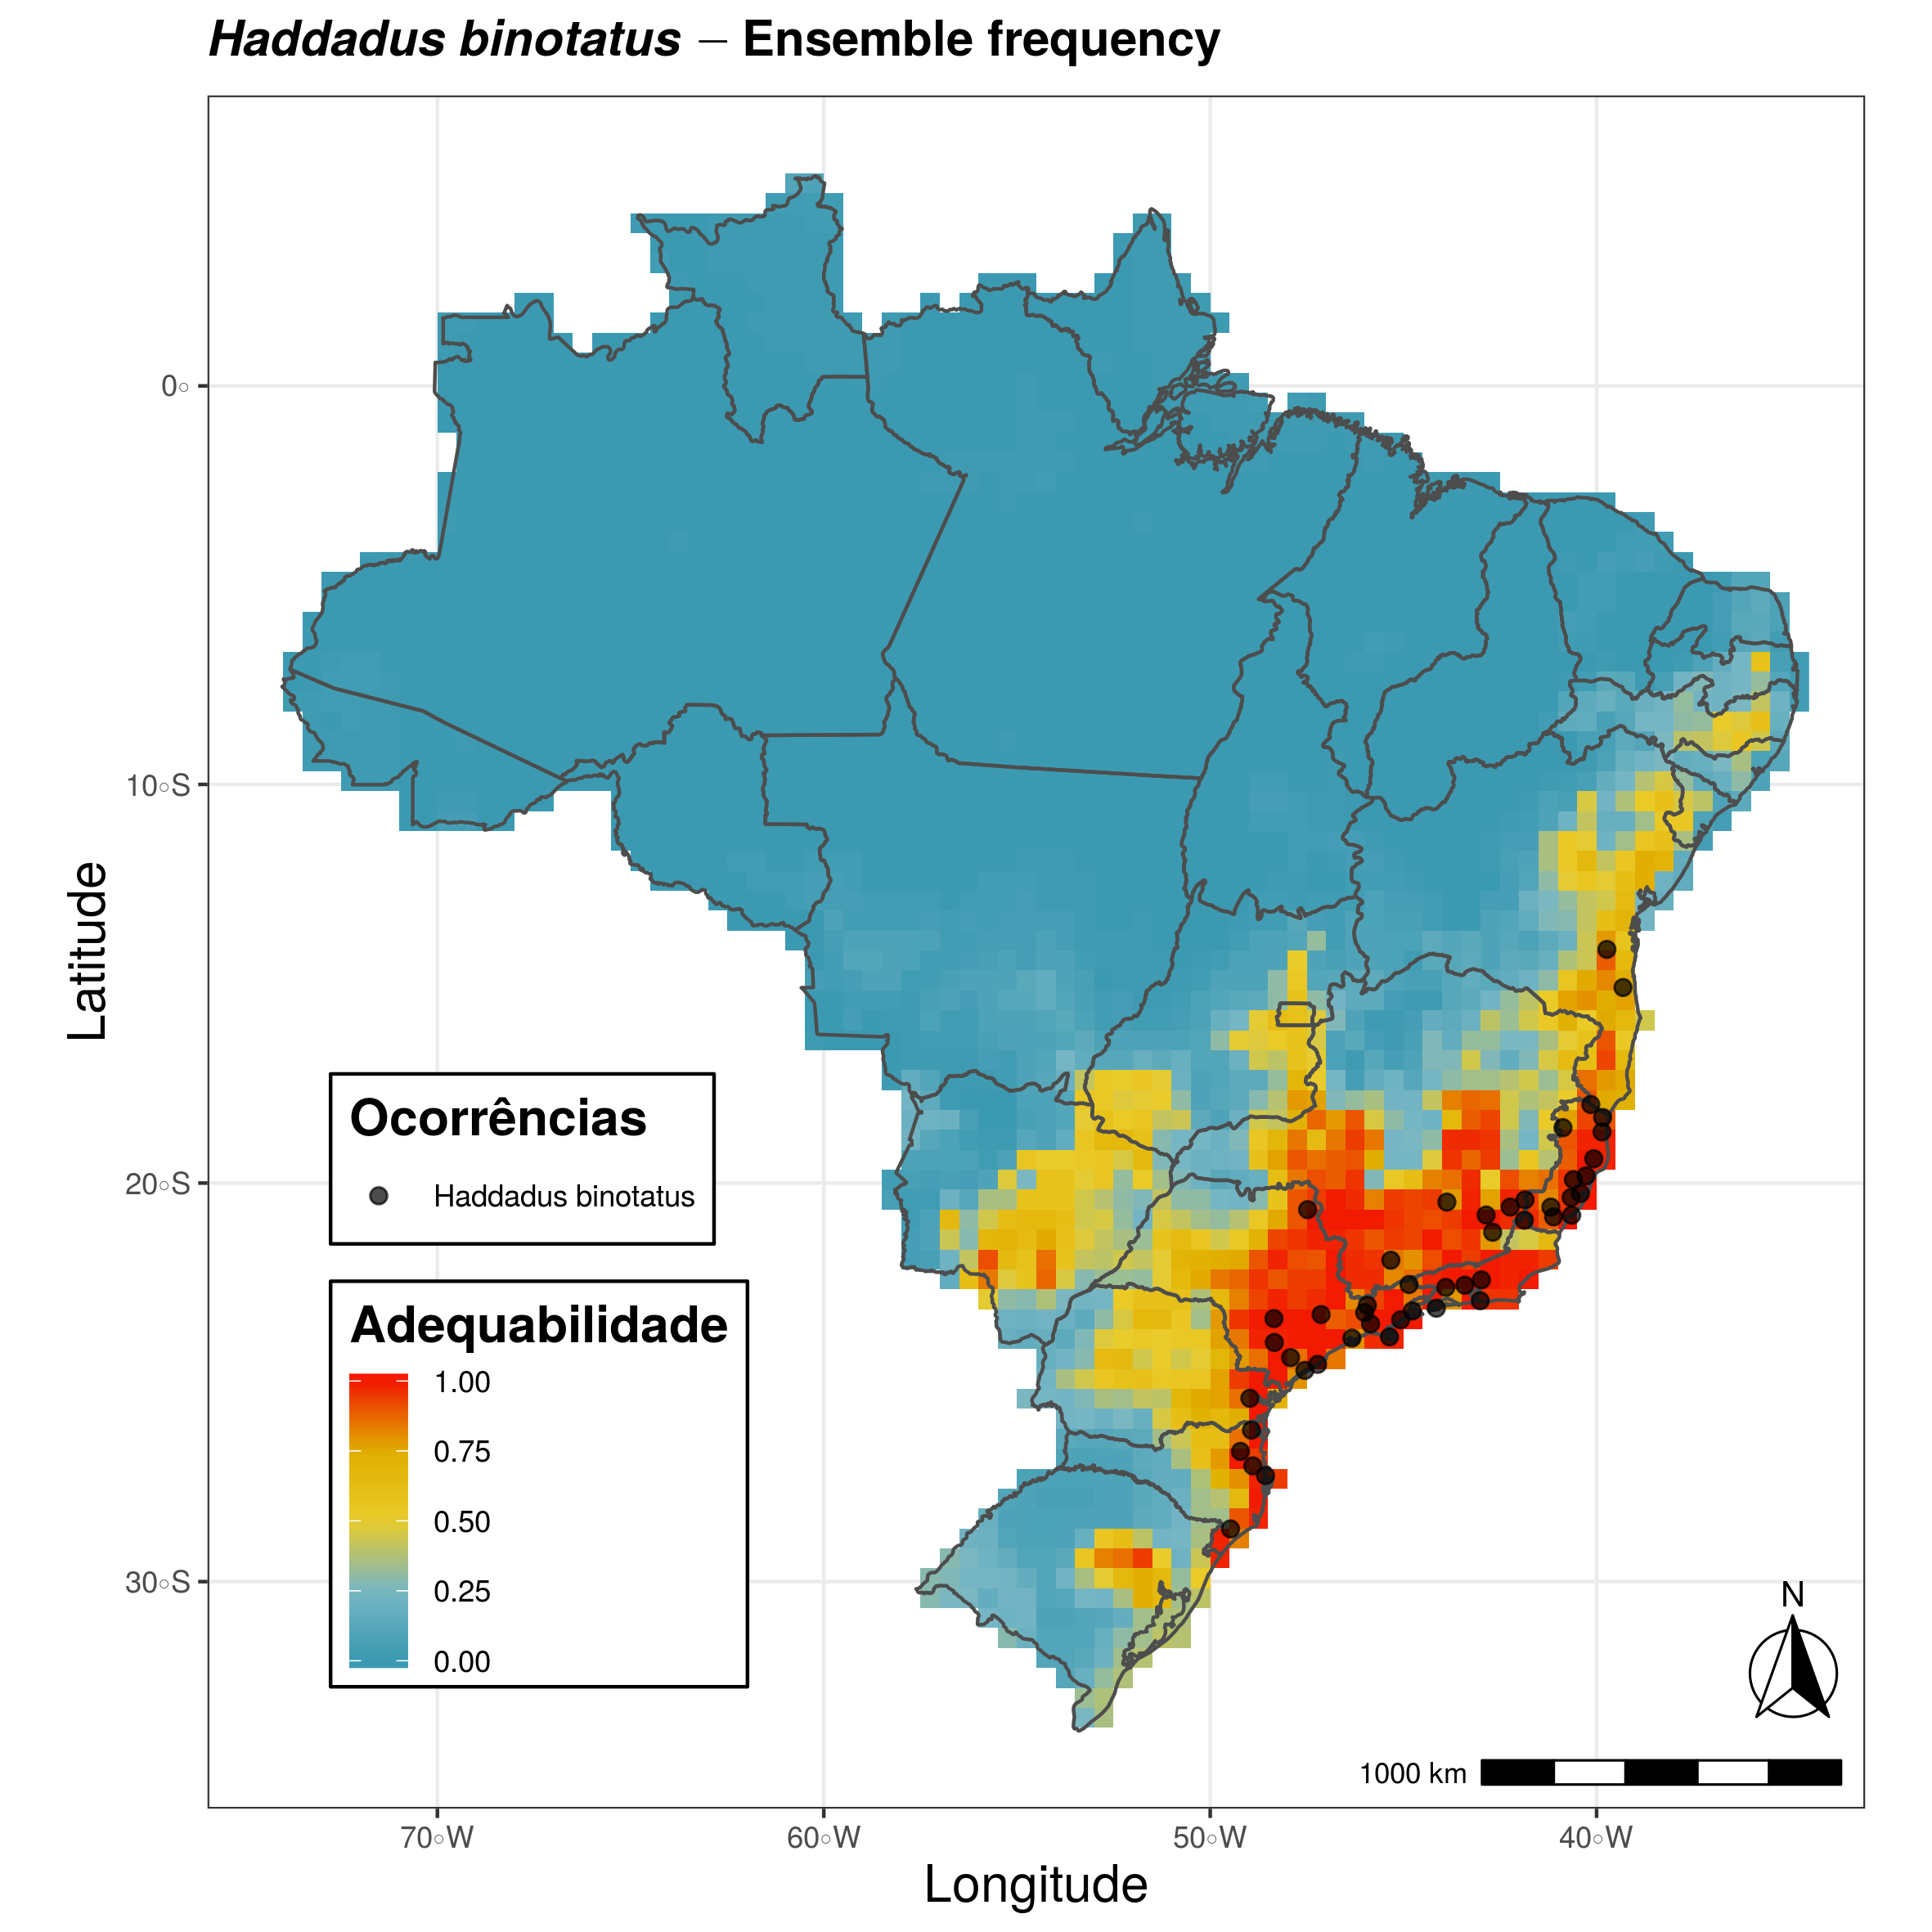 Haddadus binotatus − Ensemble frequency
Latitude
0◦
10◦S
20◦S
30◦S
Ocorrências
Haddadus binotatus
Adequabilidade
1.00
0.75
0.50
0.25
0.00
N
1000 km
70◦W 60◦W 50◦W 40◦W
Longitude